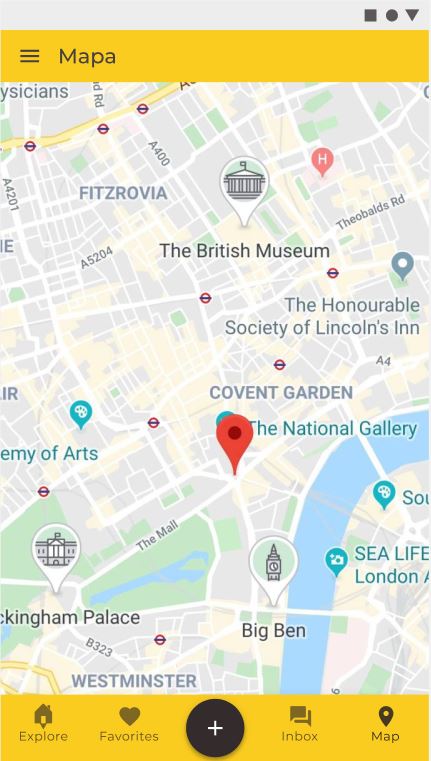 Mapa
ysicians
nd Rd
A400
A4201
FITZROVIA
Theobalds Rd
H
A5204
The British Museum
The Honourable
Society of Lincoln's Inn
A4
COVENT GARDEN
The National Gallery
emy of Arts
Sou
The Mall
SEA LIFE
London A
ckingham Palace
Big Ben
B323
WESTMINSTER
Explore
Favorites
+
Inbox
Map